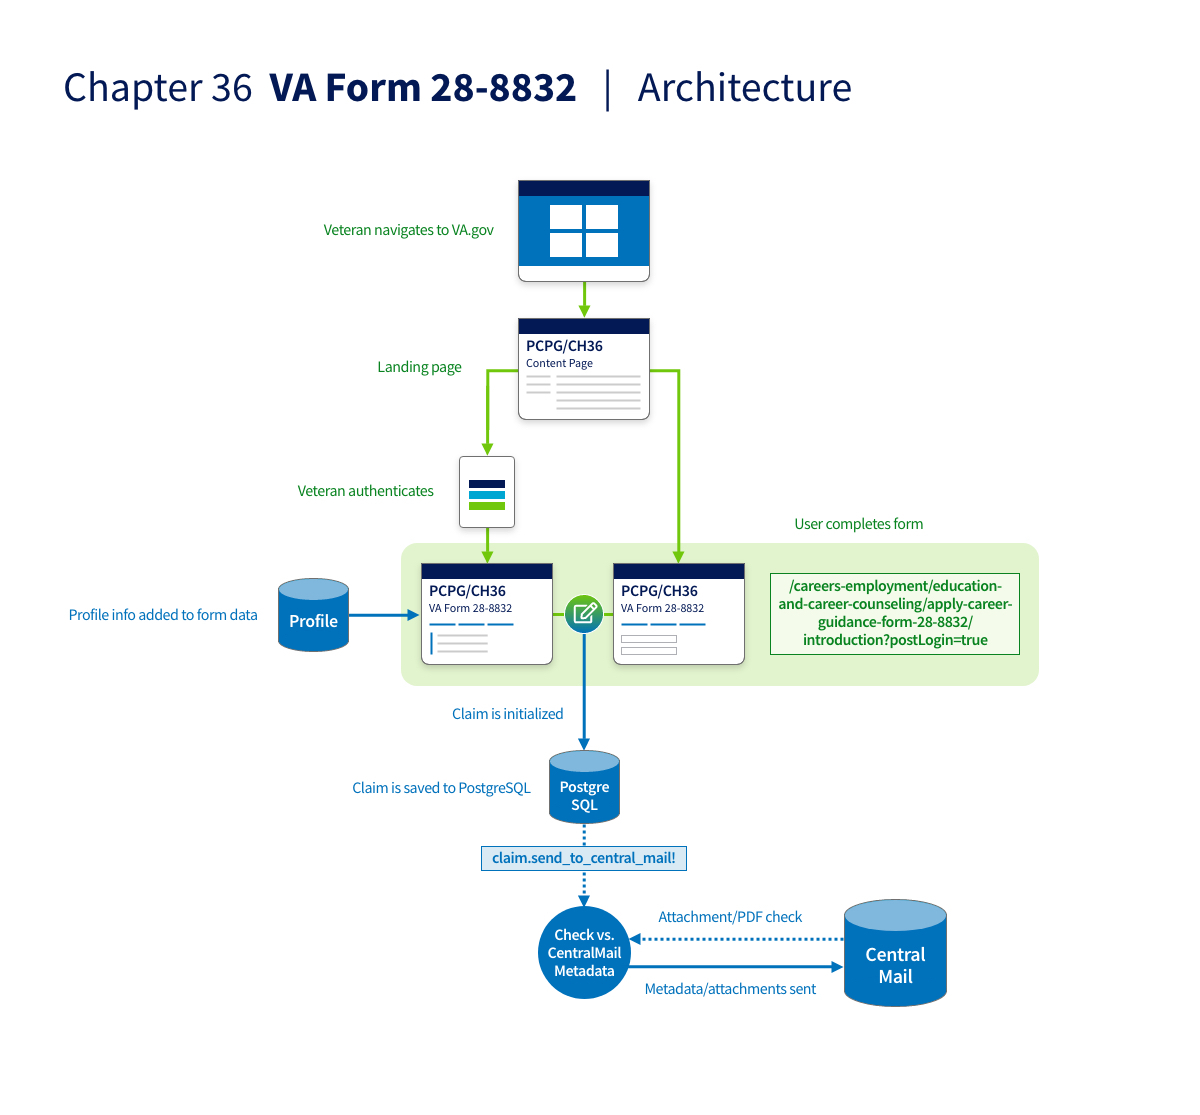 Chapter 36 VA Form 28-8832 | Architecture
Veteran navigates to VA.gov
PCPG/CH36
Content Page
Landing page
Veteran authenticates
User completes form
PCPG/CH36
VA Form 28-8832
PCPG/CH36
VA Form 28-8832
/careers-employment/education-
and-career-counseling/apply-career-
guidance-form-28-8832/
introduction?postLogin=true
Profile info added to form data
Profile
Claim is initialized
Claim is saved to PostgreSQL
Postgre
SQL
claim.send_to_central_mail!
Check vs.
CentralMail
Metadata
Attachment/PDF check
Metadata/attachments sent
Central
Mail